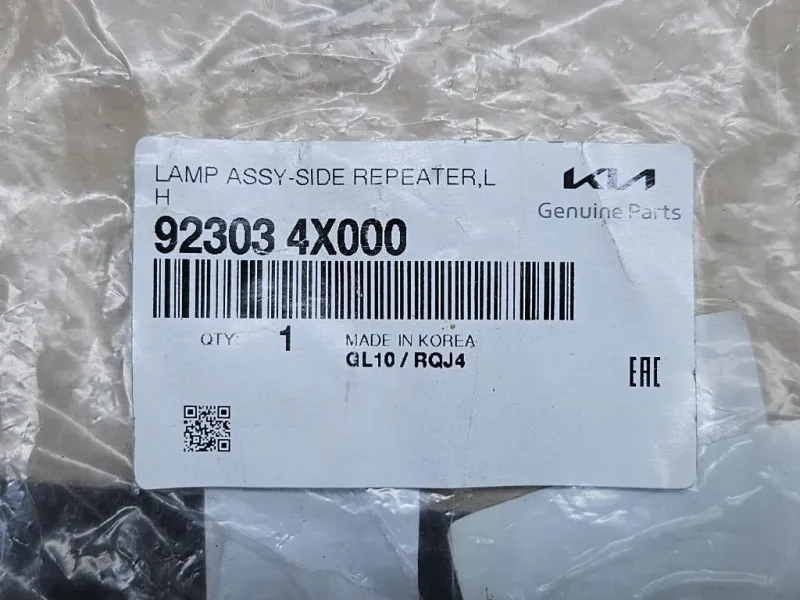 LAMP ASSY-SIDE REPEATER,L
H
KIA
Genuine Parts
92303 4X000
QTY: 1 MADE IN KOREA
GL10 / RQJ4
EAC